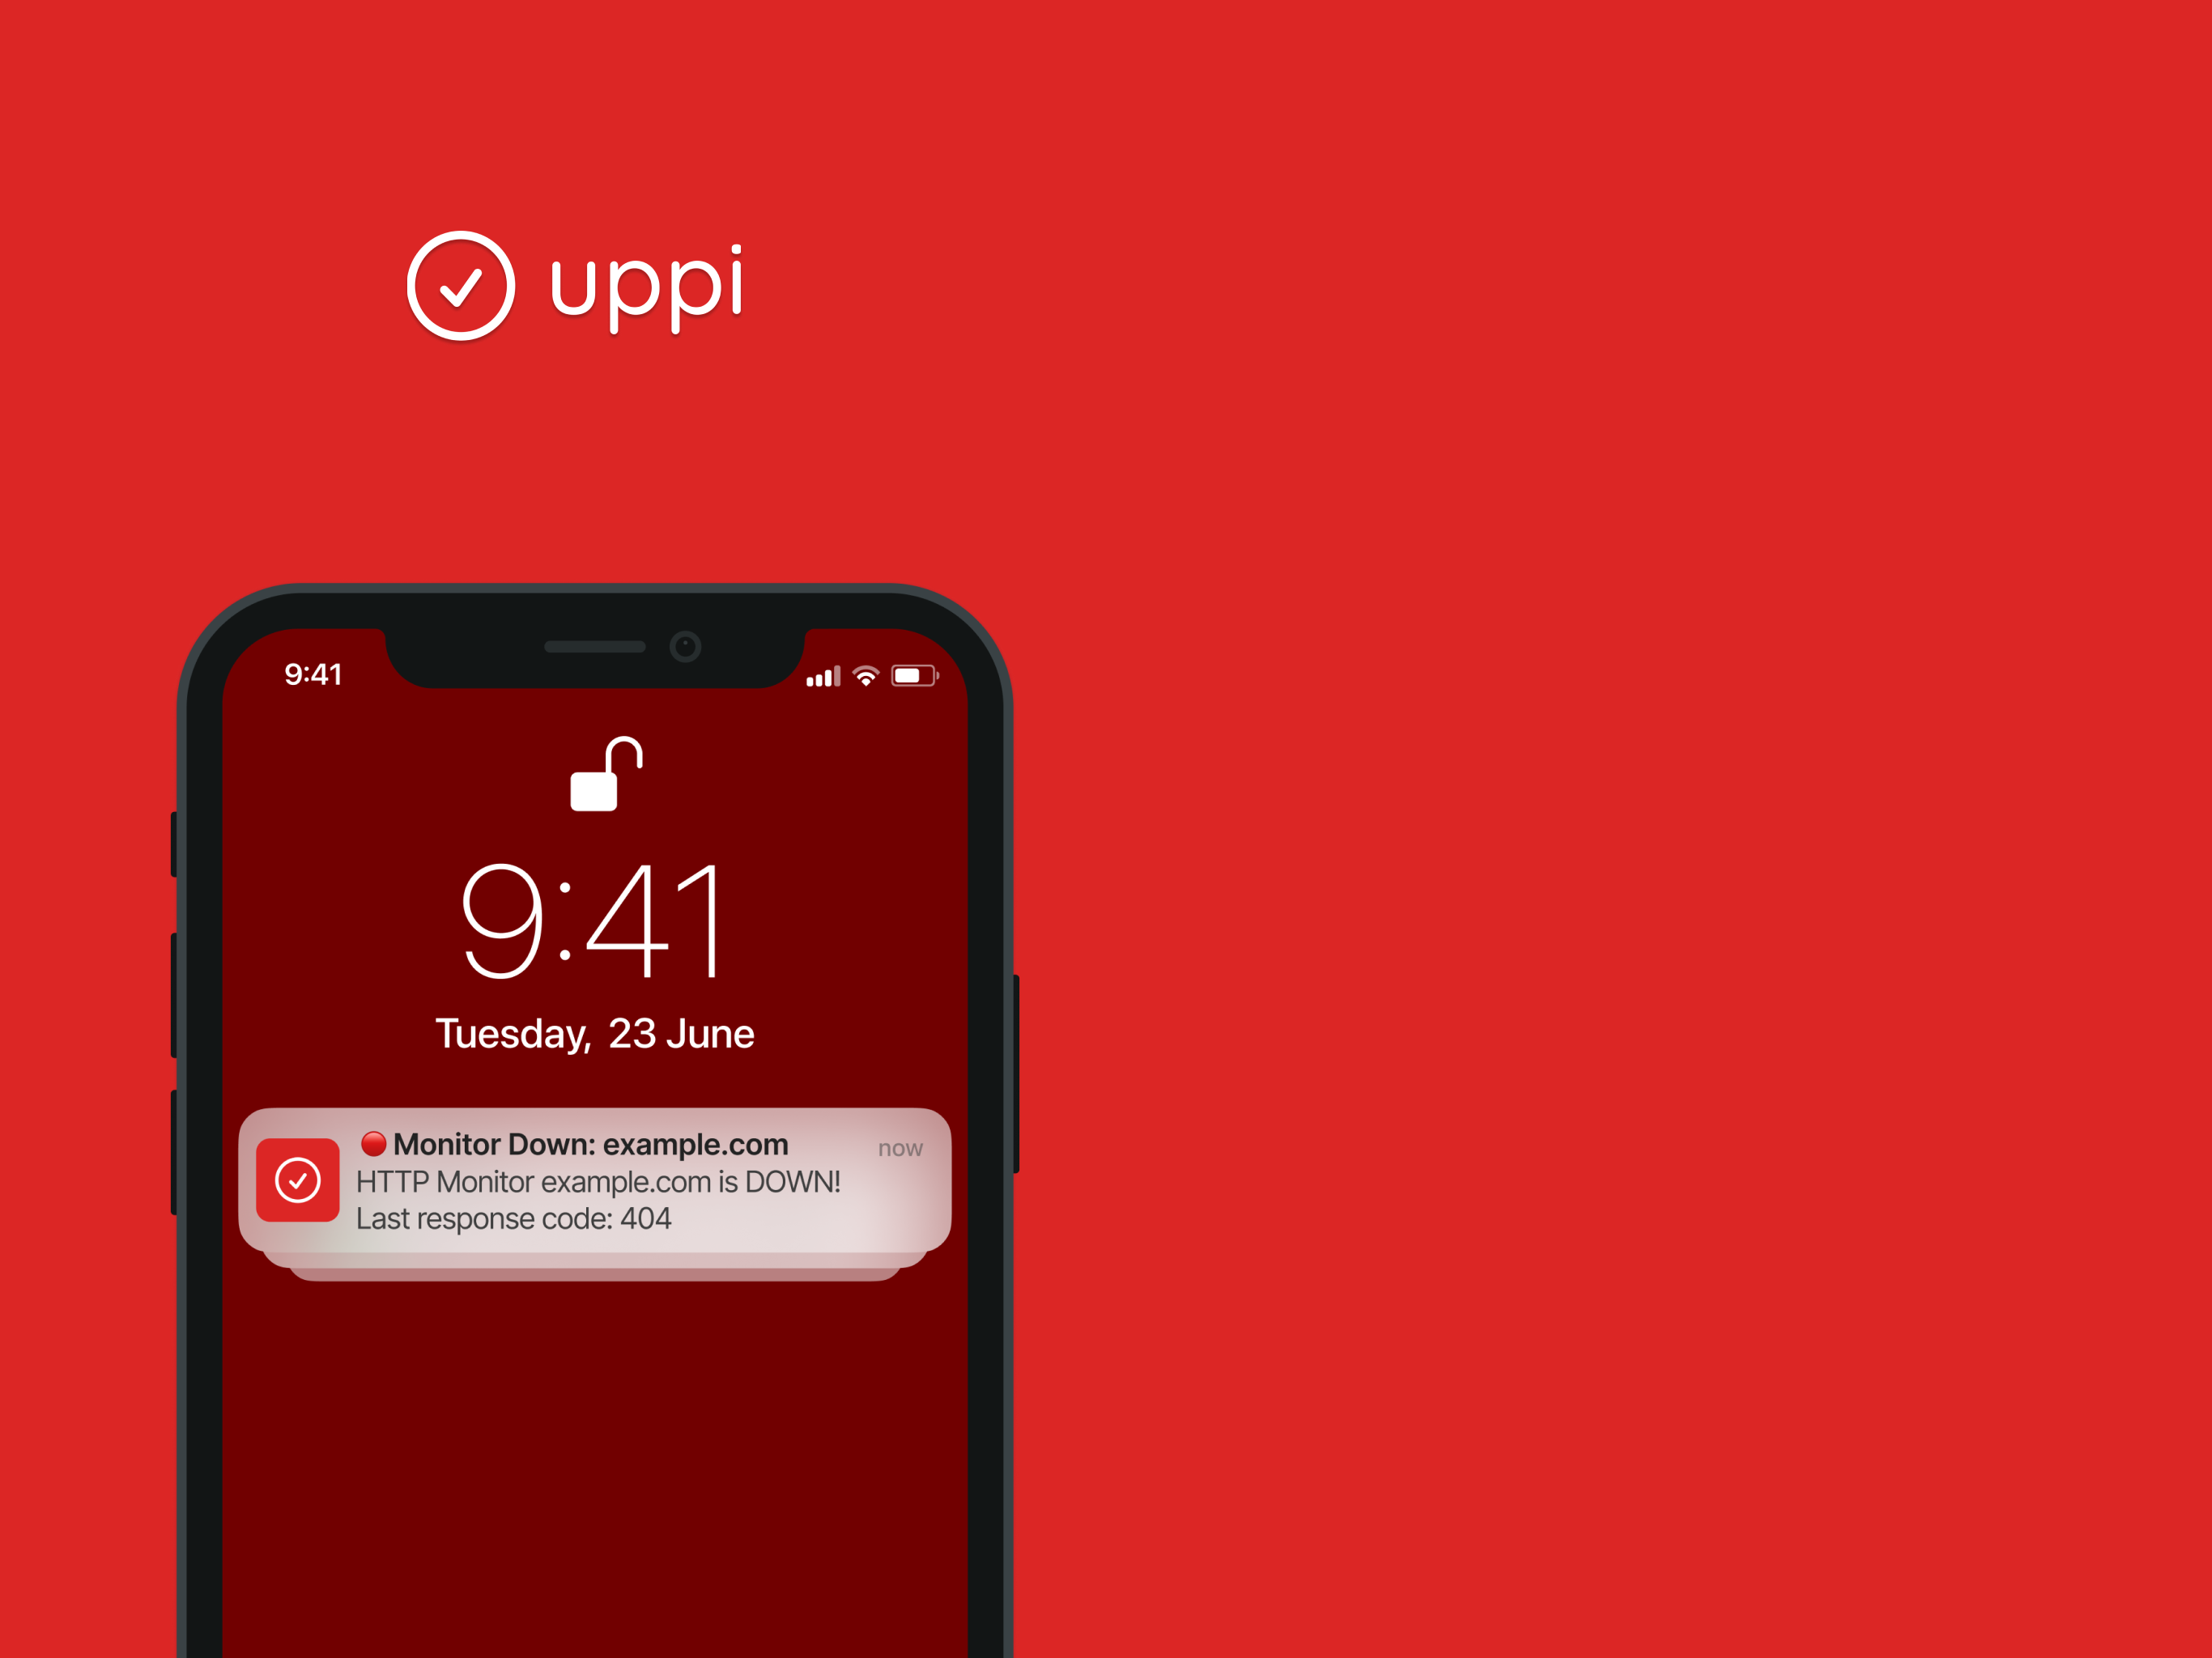 uppi
9:41
9:41
Tuesday, 23 June
🔴 Monitor Down: example.com
now
HTTP Monitor example.com is DOWN!
Last response code: 404